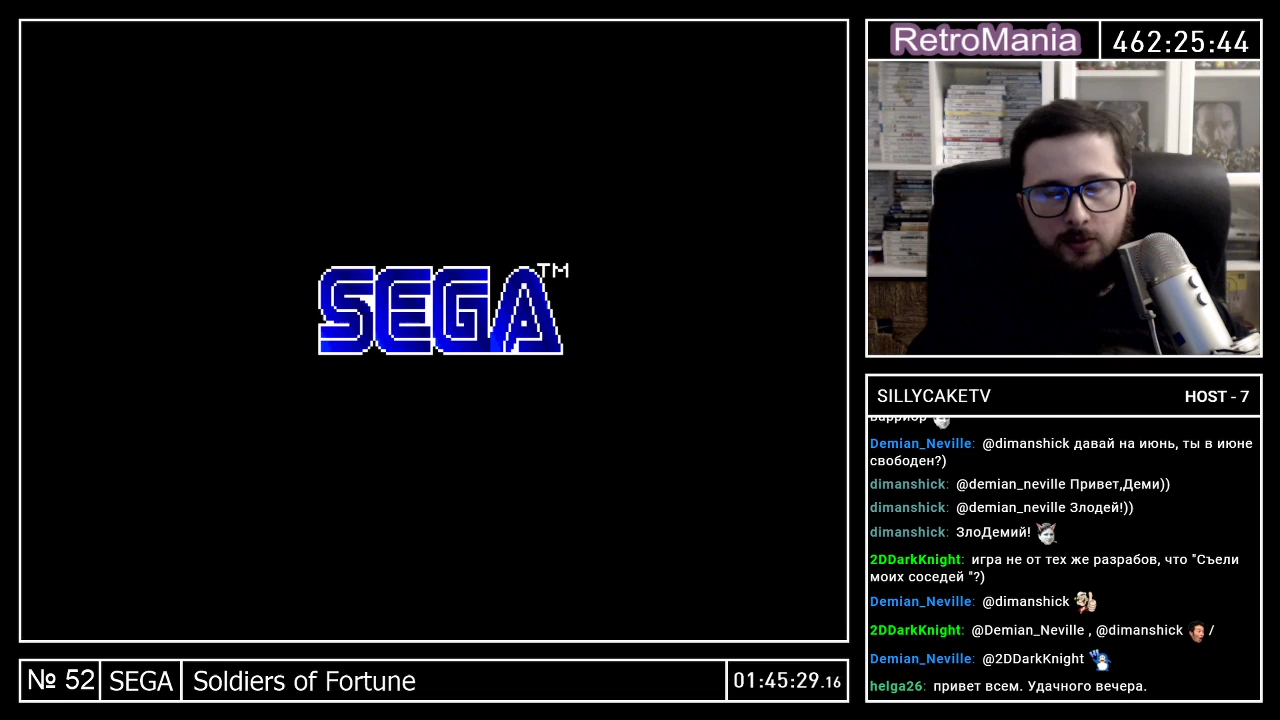 SEGA™
RetroMania
462:25:44
SILLYCAKETV
HOST - 7
Demian_Neville: @dimanshick давай на июнь, ты в июне
свободен?)
dimanshick: @demian_neville Привет,Деми))
dimanshick: @demian_neville Злодей!))
dimanshick: ЗлоДемий!
2DDarkKnight: игра не от тех же разрабов, что "Съели
моих соседей "?)
Demian_Neville: @dimanshick
2DDarkKnight: @Demian_Neville , @dimanshick /
Demian_Neville: @2DDarkKnight
helga26: привет всем. Удачного вечера.
№ 52
SEGA
Soldiers of Fortune
01:45:29.16